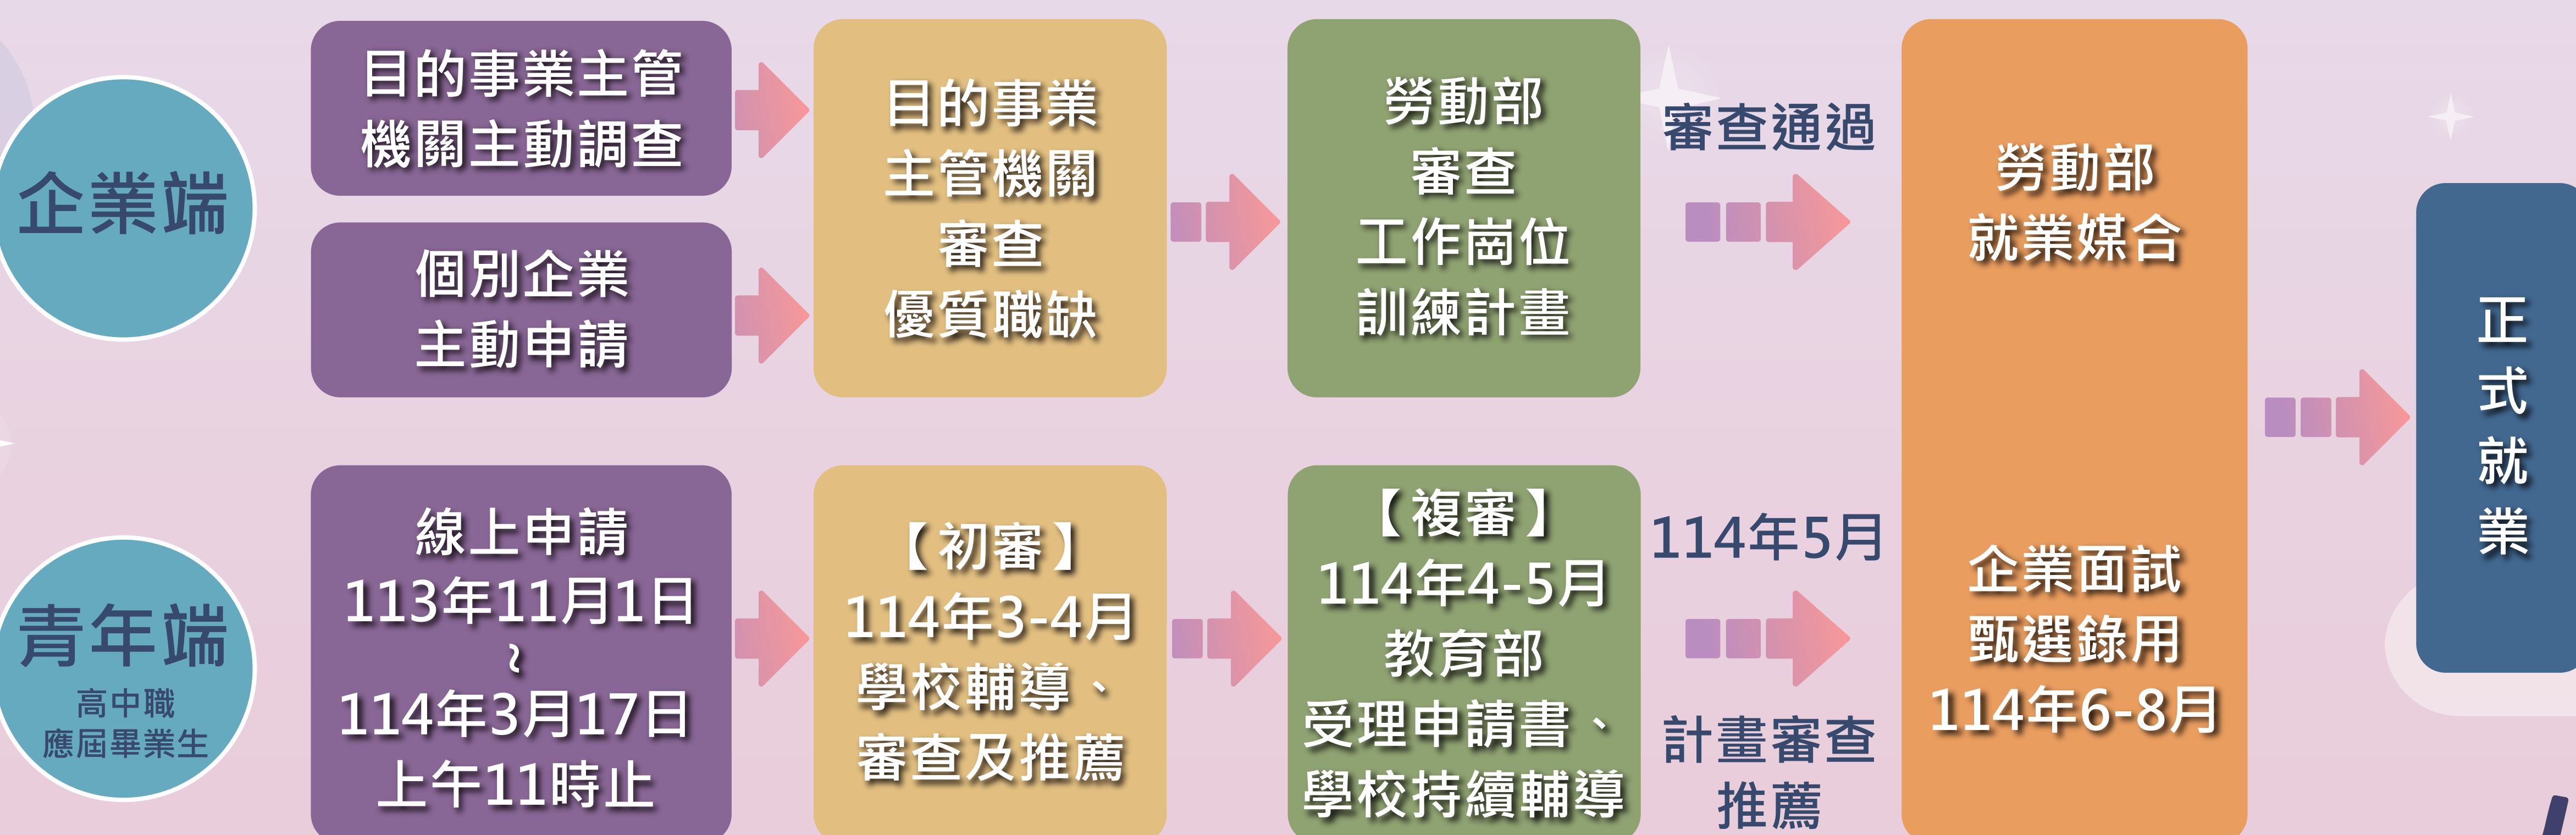 企業端
目的事業主管
機關主動調查
個別企業
主動申請
目的事業
主管機關
審查
優質職缺
勞動部
審查
工作崗位
訓練計畫
審查通過
勞動部
就業媒合
青年端
高中職
應屆畢業生
線上申請
113年11月1日
~
114年3月17日
上午11時止
【初審】
114年3-4月
學校輔導、
審查及推薦
【複審】
114年4-5月
教育部
受理申請書、
學校持續輔導
114年5月
計畫審查
推薦
企業面試
甄選錄用
114年6-8月
正式就業